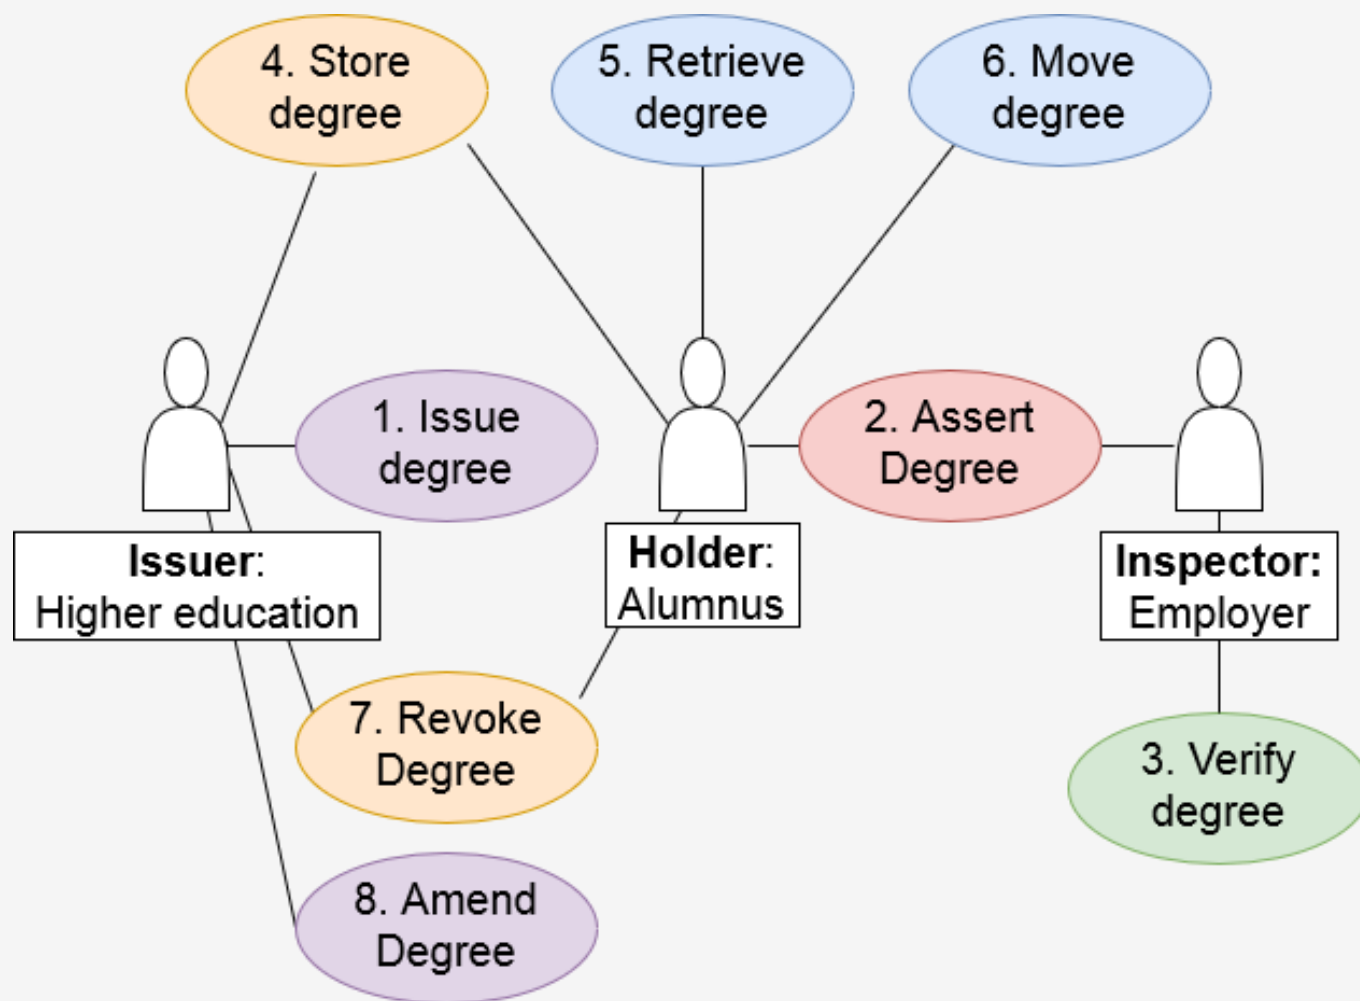 4. Store
degree
5. Retrieve
degree
6. Move
degree
1. Issue
degree
2. Assert
Degree
Issuer:
Higher education
Holder:
Alumnus
Inspector:
Employer
7. Revoke
Degree
3. Verify
degree
8. Amend
Degree